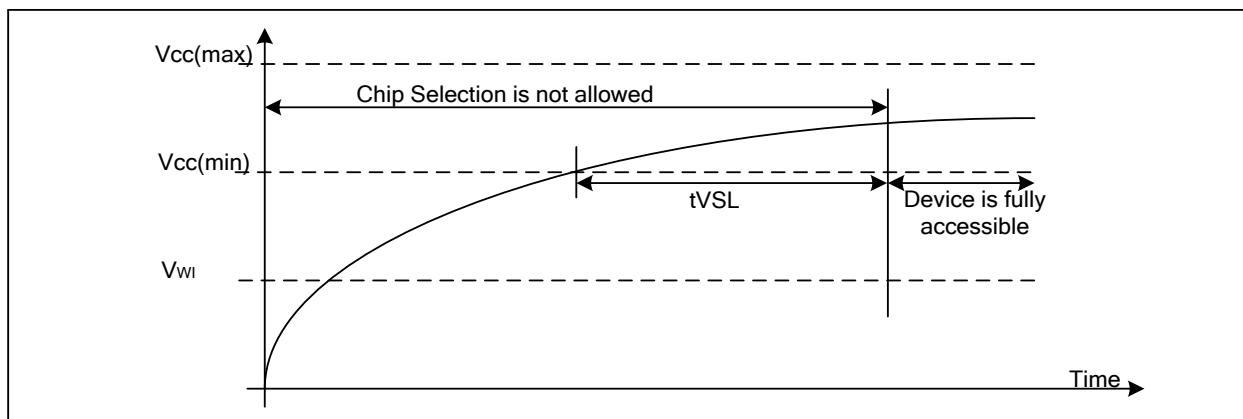 Vcc(max)
Chip Selection is not allowed
Vcc(min)
tVSL
Device is fully
accessible
VWI
Time